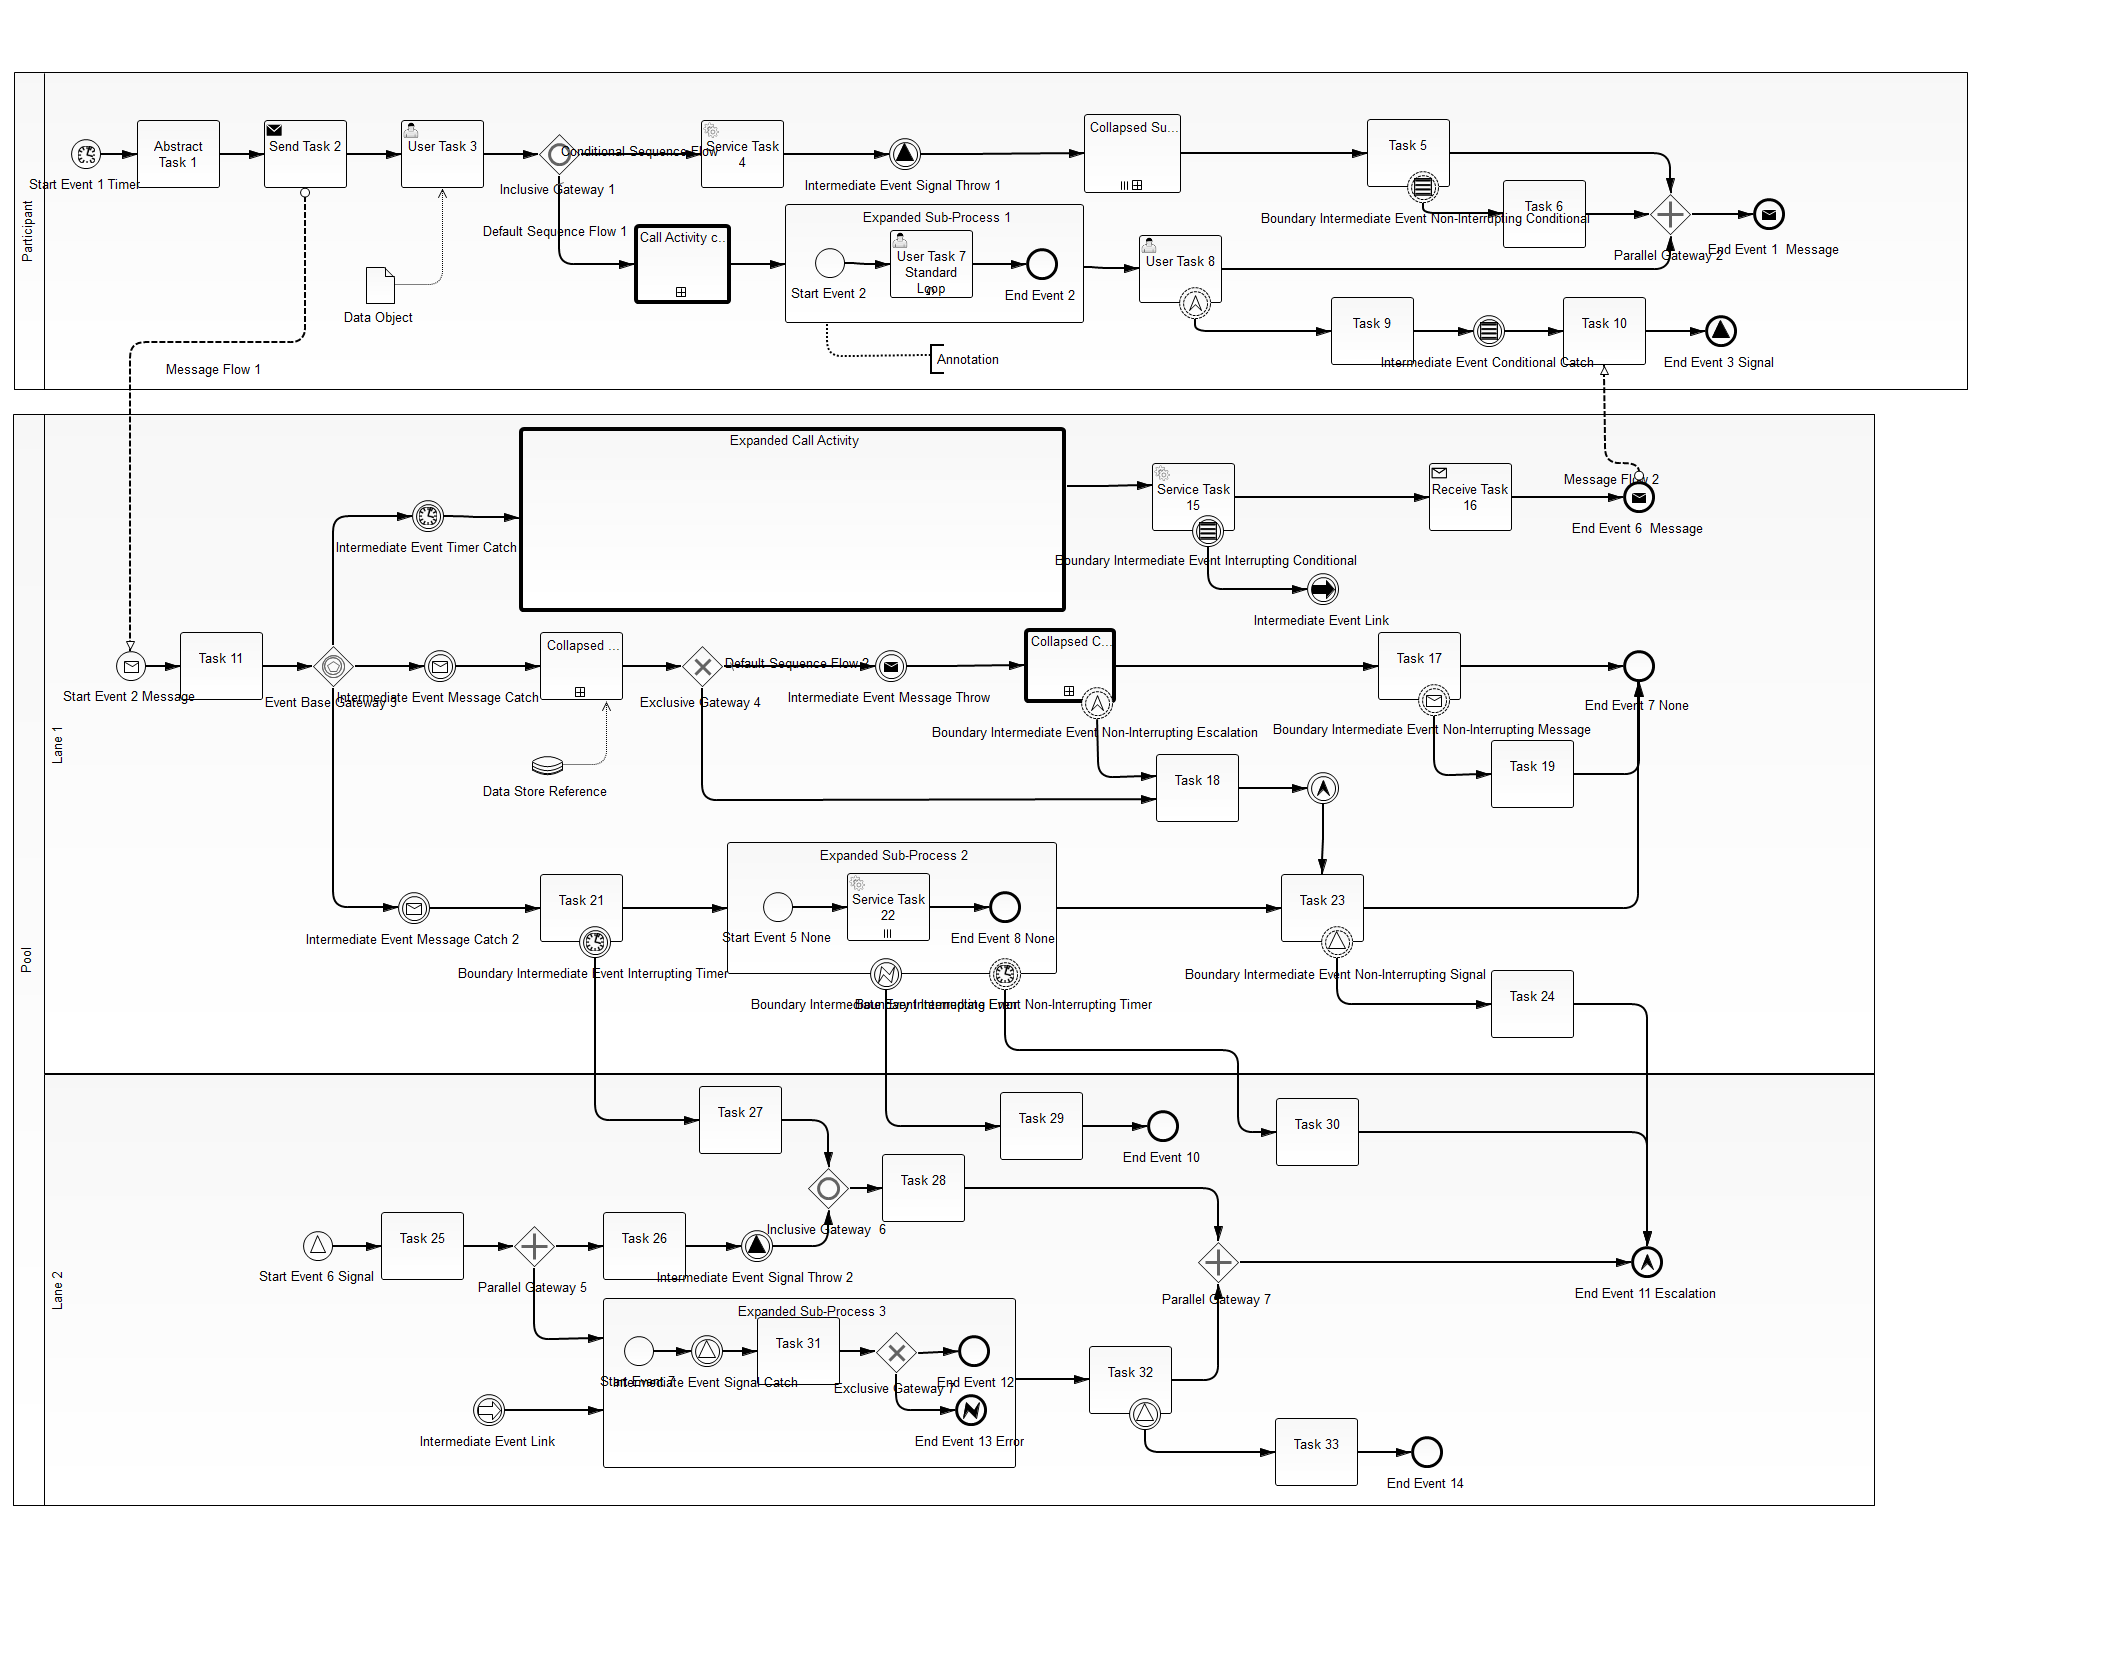 Participant
Abstract
Task 1
Send Task 2
User Task 3
Conditional Sequence Flow
Service Task
4
Collapsed Su...
Task 5
Start Event 1 Timer
Inclusive Gateway 1
Intermediate Event Signal Throw 1
Boundary Intermediate Event Non-Interrupting Conditional
Task 6
Default Sequence Flow 1
Call Activity c...
Expanded Sub-Process 1
User Task 7
Standard
Loop
Start Event 2
End Event 2
User Task 8
Parallel Gateway 2
End Event 1  Message
Data Object
Task 9
Intermediate Event Conditional Catch
Task 10
End Event 3 Signal
Annotation
Message Flow 1
Pool
Lane 1
Expanded Call Activity
Service Task
15
Receive Task
16
Message Flow 2
End Event 6  Message
Intermediate Event Timer Catch
Boundary Intermediate Event Interrupting Conditional
Intermediate Event Link
Task 11
Start Event 2 Message
Event Base Gateway 3
Intermediate Event Message Catch
Collapsed ...
Exclusive Gateway 4
Default Sequence Flow 2
Intermediate Event Message Throw
Collapsed C...
Task 17
End Event 7 None
Boundary Intermediate Event Non-Interrupting Escalation
Boundary Intermediate Event Non-Interrupting Message
Data Store Reference
Task 18
Task 19
Intermediate Event Message Catch 2
Task 21
Boundary Intermediate Event Interrupting Timer
Expanded Sub-Process 2
Start Event 5 None
Service Task
22
End Event 8 None
Task 23
Boundary Intermediate Event Interrupting Error
Boundary Intermediate Event Non-Interrupting Timer
Boundary Intermediate Event Non-Interrupting Signal
Task 24
Lane 2
Task 27
Task 29
End Event 10
Task 30
Task 28
Inclusive Gateway  6
Start Event 6 Signal
Task 25
Parallel Gateway 5
Task 26
Intermediate Event Signal Throw 2
Parallel Gateway 7
End Event 11 Escalation
Expanded Sub-Process 3
Start Event 7
Intermediate Event Signal Catch
Task 31
Exclusive Gateway 7
End Event 12
End Event 13 Error
Intermediate Event Link
Task 32
Task 33
End Event 14